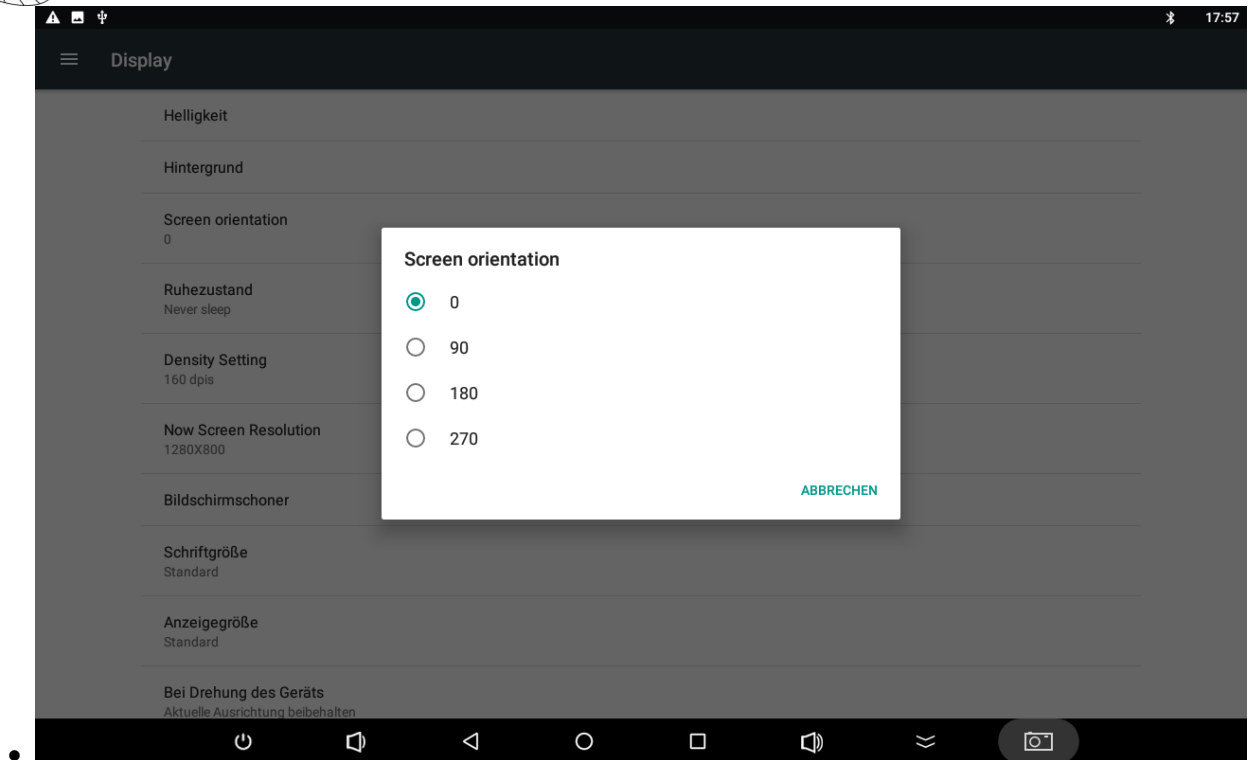 17:57
Display
Helligkeit
Hintergrund
Screen orientation
0
Ruhezustand
Never sleep
Density Setting
160 dpis
Now Screen Resolution
1280X800
Bildschirmschoner
Schriftgröße
Standard
Anzeigegröße
Standard
Bei Drehung des Geräts
Aktuelle Ausrichtung beibehalten
Screen orientation
0
90
180
270
ABBRECHEN